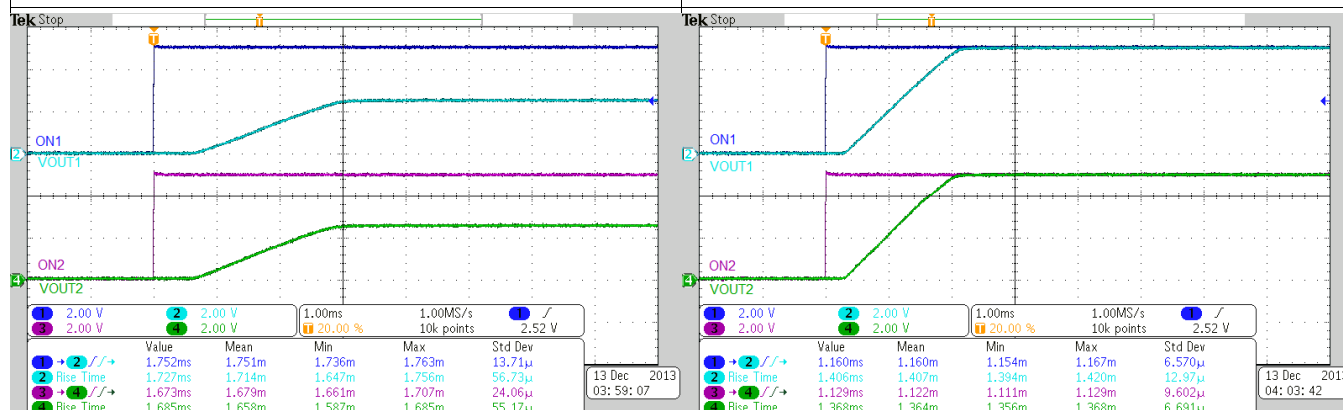 Tek Stop
T
T
ON1
2
VOUT1
ON2
4
VOUT2
1 2.00 V 2 2.00 V
3 2.00 V 4 2.00 V
1.00ms 1.00MS/s 1
T 20.00 % 10k points 2.52 V
Value Mean Min Max Std Dev
1 → 2 1.752ms 1.751m 1.736m 1.763m 13.71µ
2 Rise Time 1.727ms 1.714m 1.647m 1.756m 56.73µ
3 → 4 1.673ms 1.679m 1.661m 1.707m 24.06µ
4 Rise Time 1.685ms 1.658m 1.587m 1.685m 55.17µ
13 Dec 2013
03:59:07
Tek Stop
T
T
ON1
2
VOUT1
ON2
4
VOUT2
1 2.00 V 2 2.00 V
3 2.00 V 4 2.00 V
1.00ms 1.00MS/s 1
T 20.00 % 10k points 2.52 V
Value Mean Min Max Std Dev
1 → 2 1.160ms 1.160m 1.154m 1.167m 6.570µ
2 Rise Time 1.406ms 1.407m 1.394m 1.420m 12.97µ
3 → 4 1.129ms 1.129m 1.111m 1.129m 9.602µ
4 Rise Time 1.368ms 1.364m 1.356m 1.368m 6.691µ
13 Dec 201
04:03:42